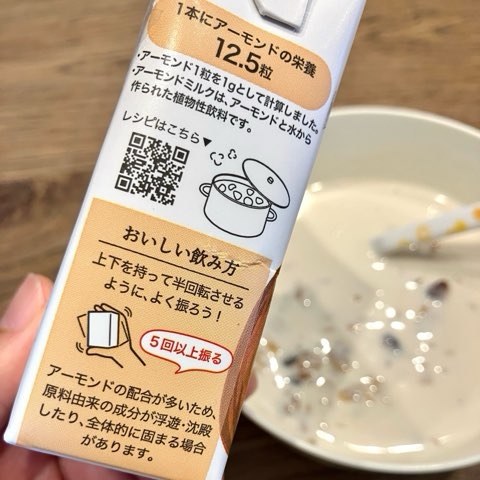 1本にアーモンドの栄養
12.5粒
・アーモンド1粒を1gとして計算しました。
・アーモンドミルクは、アーモンドと水から
作られた植物性飲料です。
レシピはこちら▼
おいしい飲み方
上下を持って半回転させる
ように、よく振ろう！
5回以上振る
アーモンドの配合が多いため、
原料由来の成分が浮遊・沈殿
したり、全体的に固まる場合
があります。